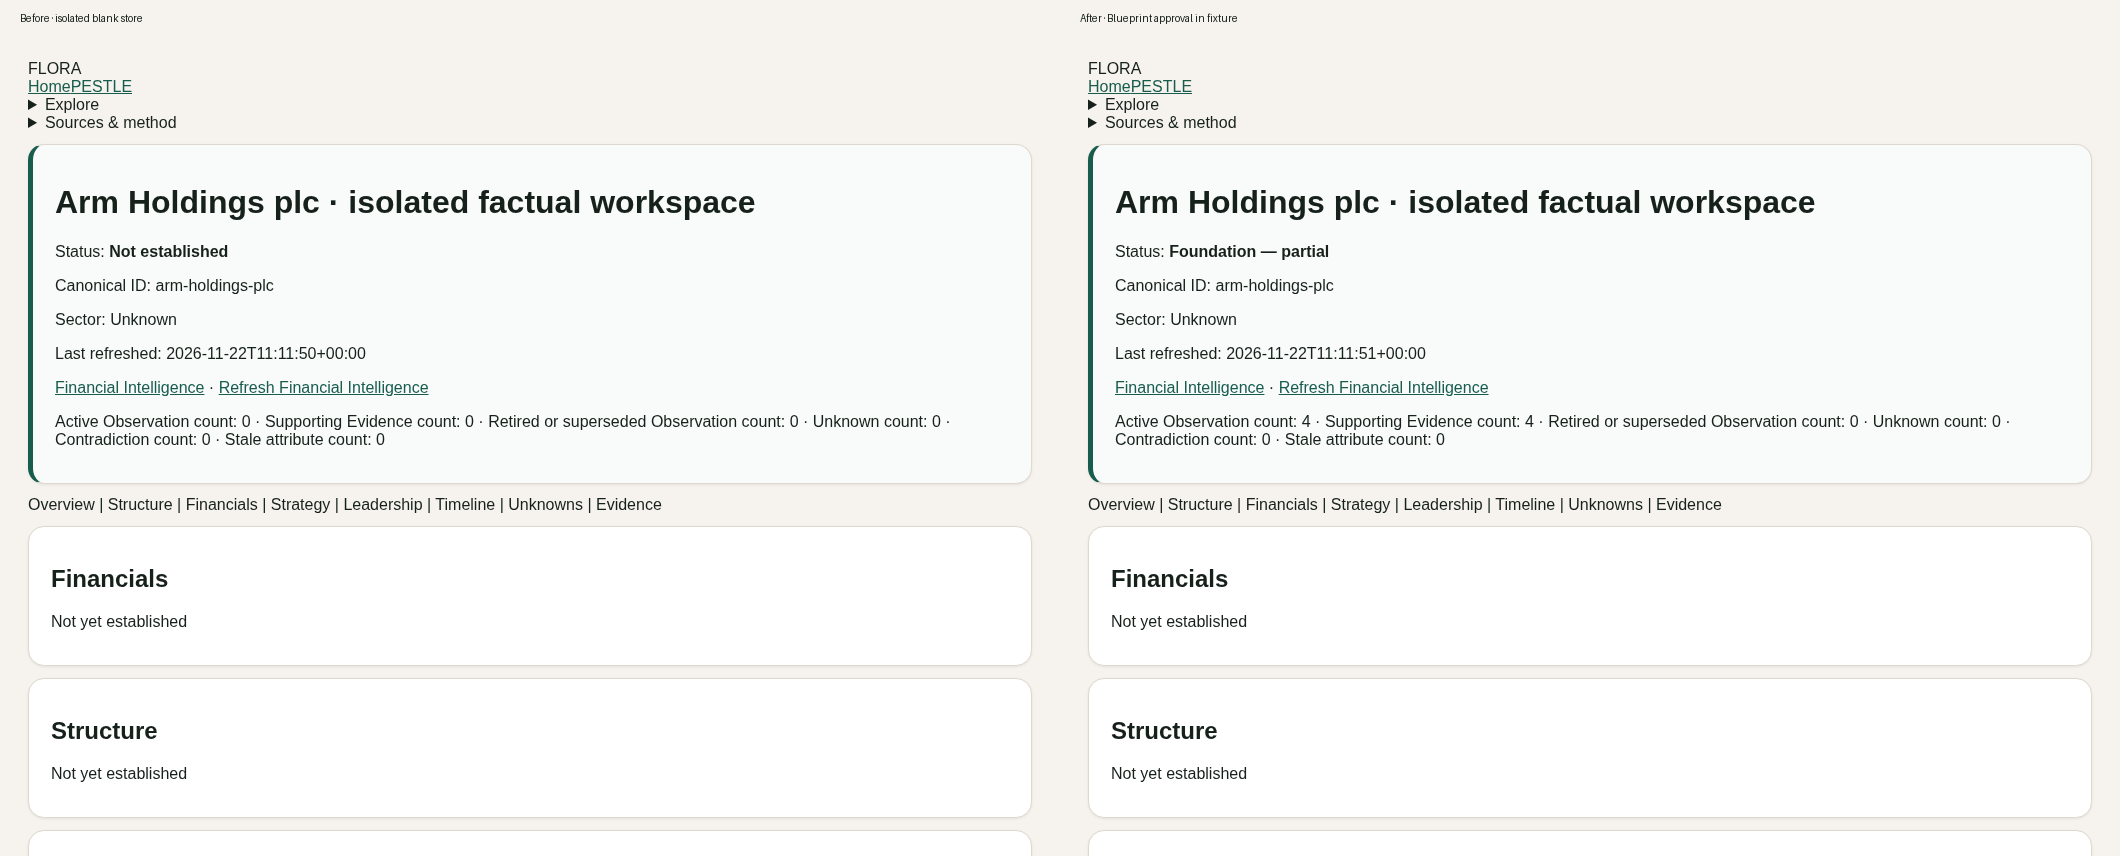 Before · isolated blank store
FLORA
HomePESTLE
▶ Explore
▶ Sources & method
Arm Holdings plc · isolated factual workspace
Status: Not established
Canonical ID: arm-holdings-plc
Sector: Unknown
Last refreshed: 2026-11-22T11:11:50+00:00
Financial Intelligence · Refresh Financial Intelligence
Active Observation count: 0 · Supporting Evidence count: 0 · Retired or superseded Observation count: 0 · Unknown count: 0 ·
Contradiction count: 0 · Stale attribute count: 0
Overview | Structure | Financials | Strategy | Leadership | Timeline | Unknowns | Evidence
Financials
Not yet established
Structure
Not yet established
After · Blueprint approval in fixture
FLORA
HomePESTLE
▶ Explore
▶ Sources & method
Arm Holdings plc · isolated factual workspace
Status: Foundation — partial
Canonical ID: arm-holdings-plc
Sector: Unknown
Last refreshed: 2026-11-22T11:11:51+00:00
Financial Intelligence · Refresh Financial Intelligence
Active Observation count: 4 · Supporting Evidence count: 4 · Retired or superseded Observation count: 0 · Unknown count: 0 ·
Contradiction count: 0 · Stale attribute count: 0
Overview | Structure | Financials | Strategy | Leadership | Timeline | Unknowns | Evidence
Financials
Not yet established
Structure
Not yet established